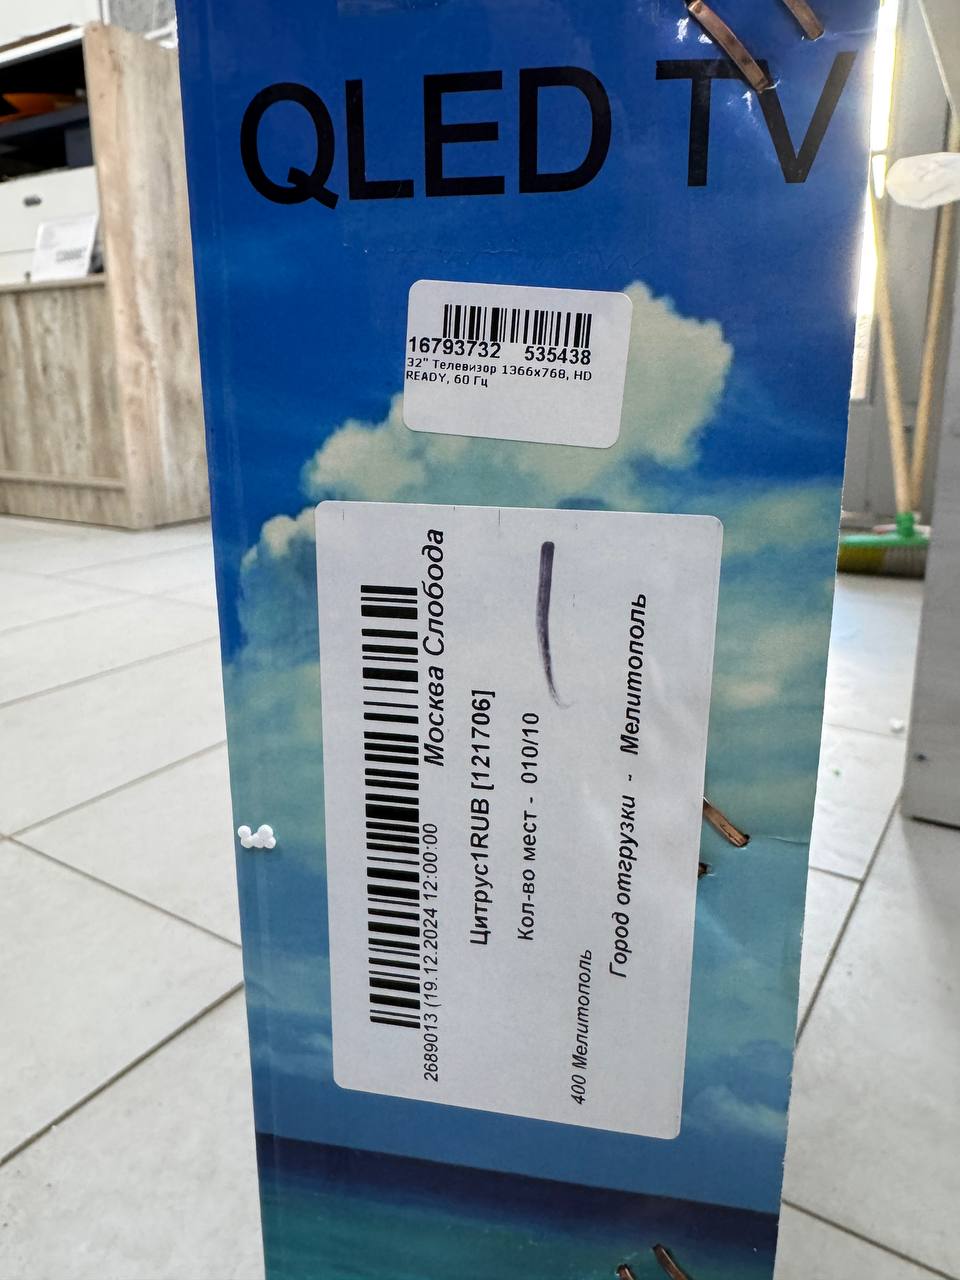 QLED TV
16793732 535438
32" Телевизор 1366x768, HD
READY, 60 Гц
2689013 (19.12.2024 12:00:00 Москва Слобода
Цитрус1RUB [121706]
Кол-во мест - 010/10
400 Мелитополь
Город отгрузки - Мелитополь